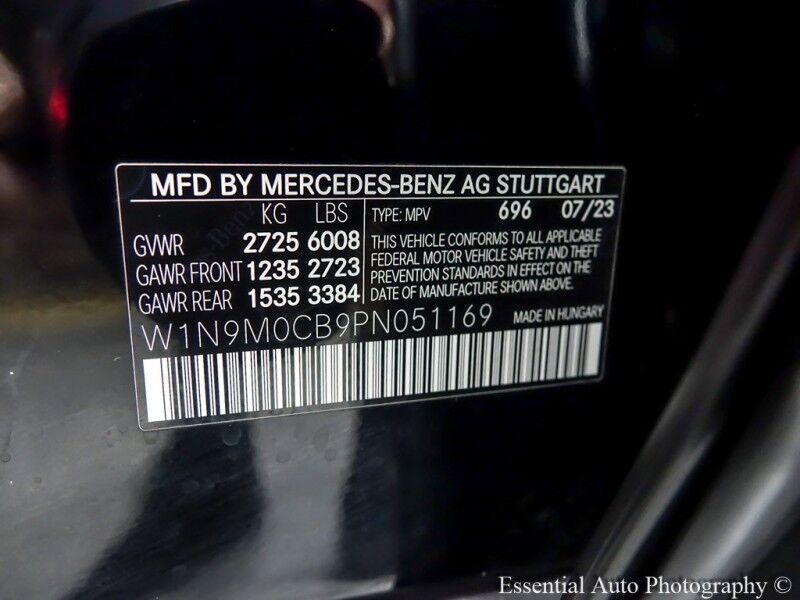 MFD BY MERCEDES-BENZ AG STUTTGART
KG LBS
GVWR 2725 6008
GAWR FRONT 1235 2723
GAWR REAR 1535 3384
TYPE: MPV 696 07/23
THIS VEHICLE CONFORMS TO ALL APPLICABLE
FEDERAL MOTOR VEHICLE SAFETY AND THEFT
PREVENTION STANDARDS IN EFFECT ON THE
DATE OF MANUFACTURE SHOWN ABOVE.
W1N9M0CB9PN051169
MADE IN HUNGARY
Essential Auto Photography ©